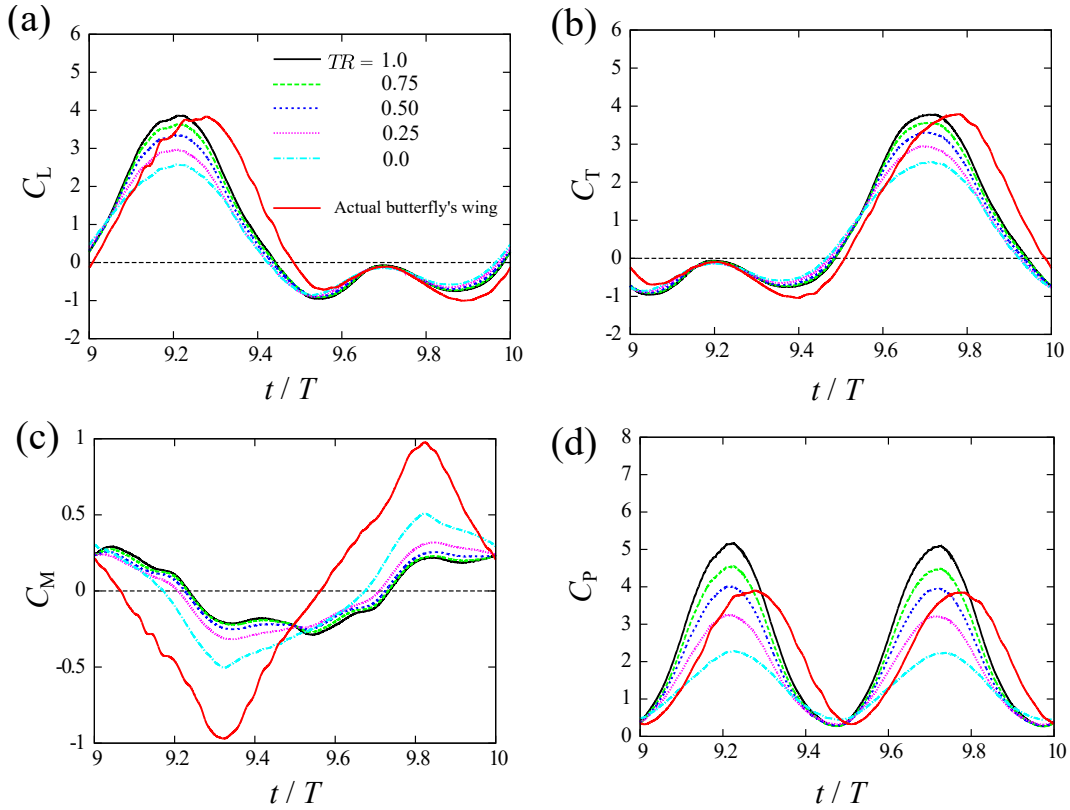 (a)
6
5
4
3
2
1
0
-1
-2
C_L
TR = 1.0
0.75
0.50
0.25
0.0
Actual butterfly's wing
9 9.2 9.4 9.6 9.8 10
t / T
(b)
6
5
4
3
2
1
0
-1
-2
C_T
9 9.2 9.4 9.6 9.8 10
t / T
(c)
1
0.5
0
-0.5
-1
C_M
9 9.2 9.4 9.6 9.8 10
t / T
(d)
8
7
6
5
4
3
2
1
0
C_P
9 9.2 9.4 9.6 9.8 10
t / T